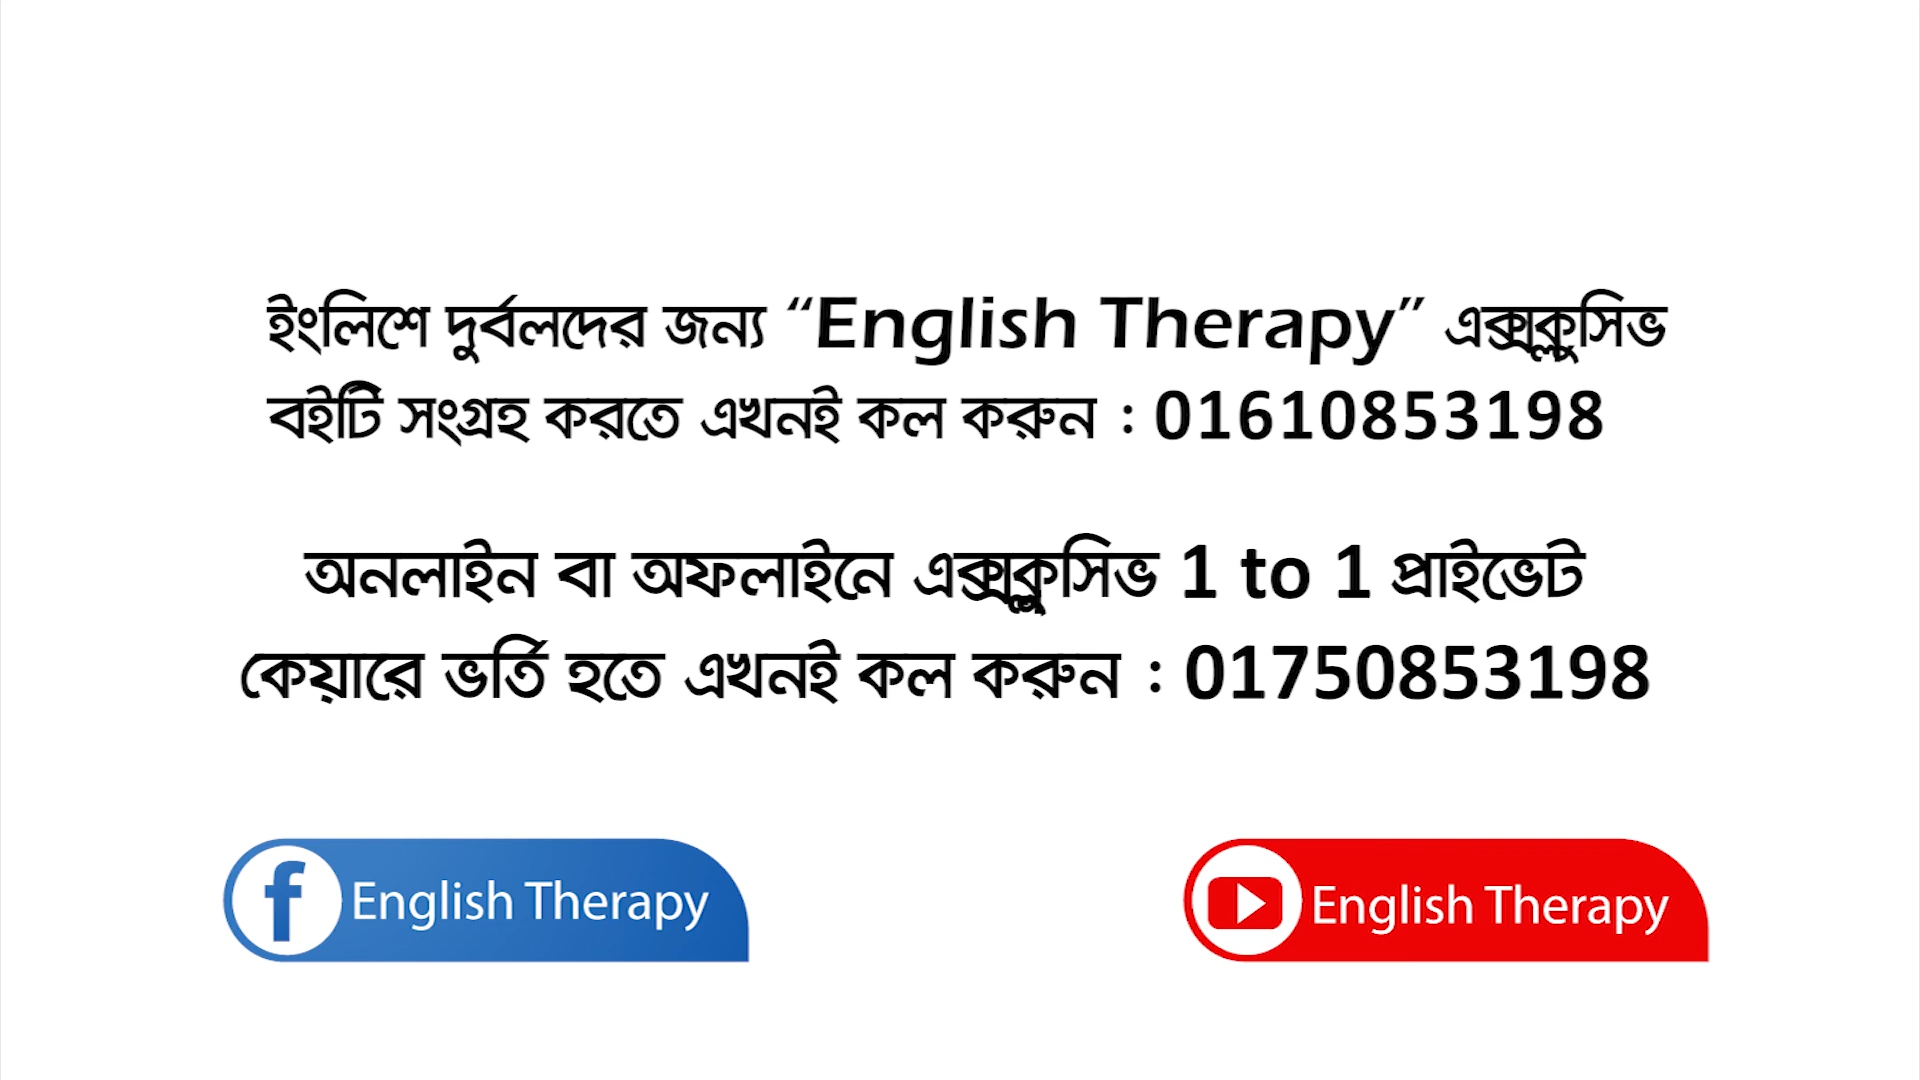 ইংলিশে দুর্বলদের জন্য “English Therapy” এক্সক্লুসিভ
বইটি সংগ্রহ করতে এখনই কল করুন : 01610853198
অনলাইন বা অফলাইনে এক্সক্লুসিভ 1 to 1 প্রাইভেট
কেয়ারে ভর্তি হতে এখনই কল করুন : 01750853198
English Therapy
English Therapy